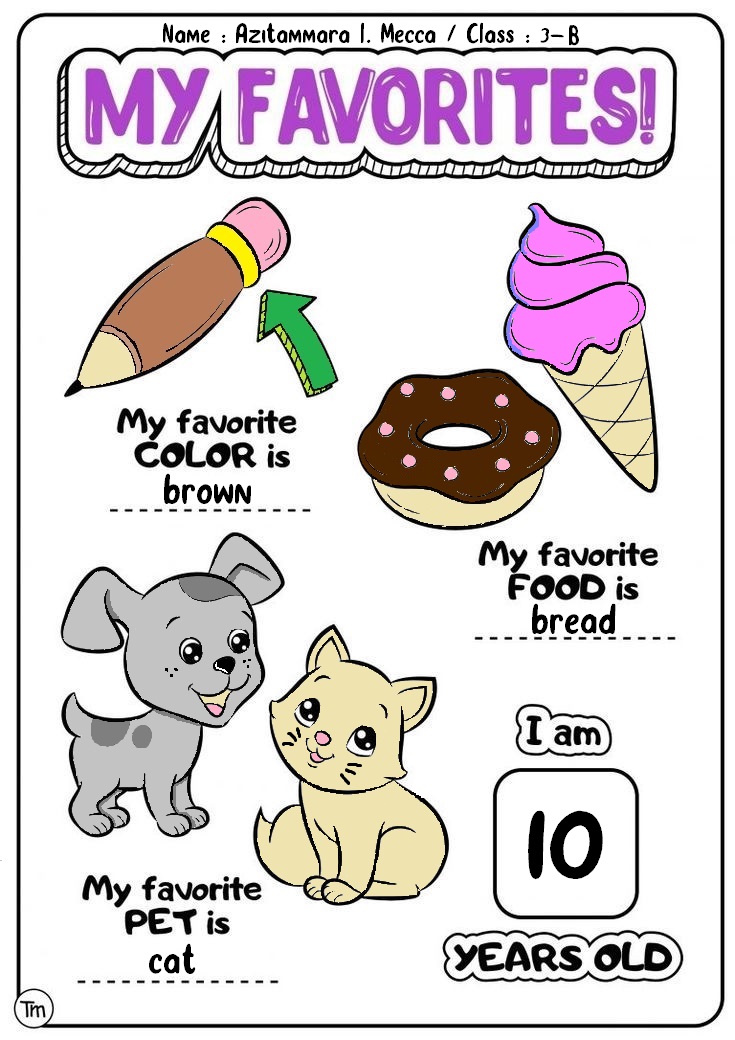 Name : Azitammara I. Mecca / Class : 3-B
MY FAVORITES!
My favorite
COLOR is
brown
My favorite
FOOD is
bread
My favorite
PET is
cat
I am
10
YEARS OLD
Tm